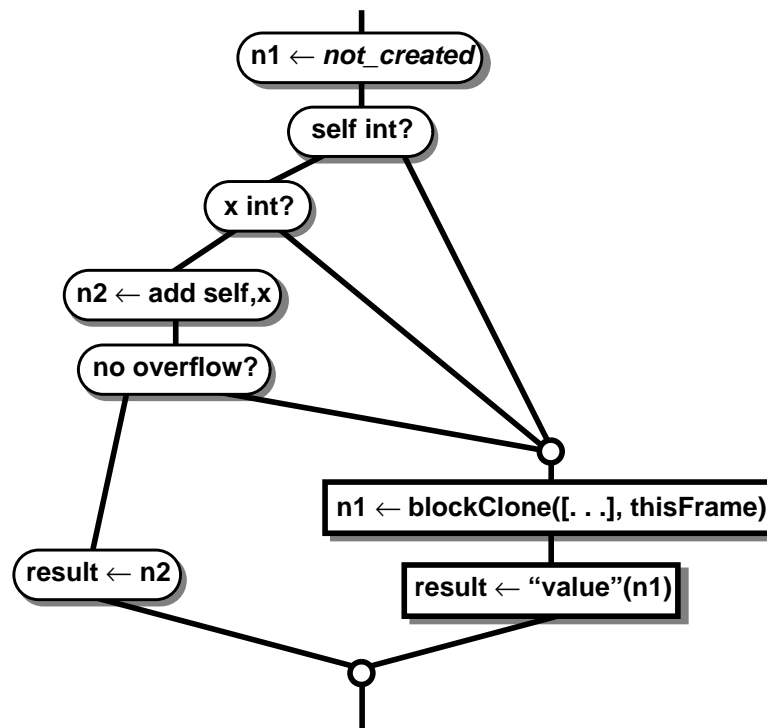 n1 ← not_created
self int?
x int?
n2 ← add self,x
no overflow?
n1 ← blockClone([. . .], thisFrame)
result ← n2
result ← “value”(n1)